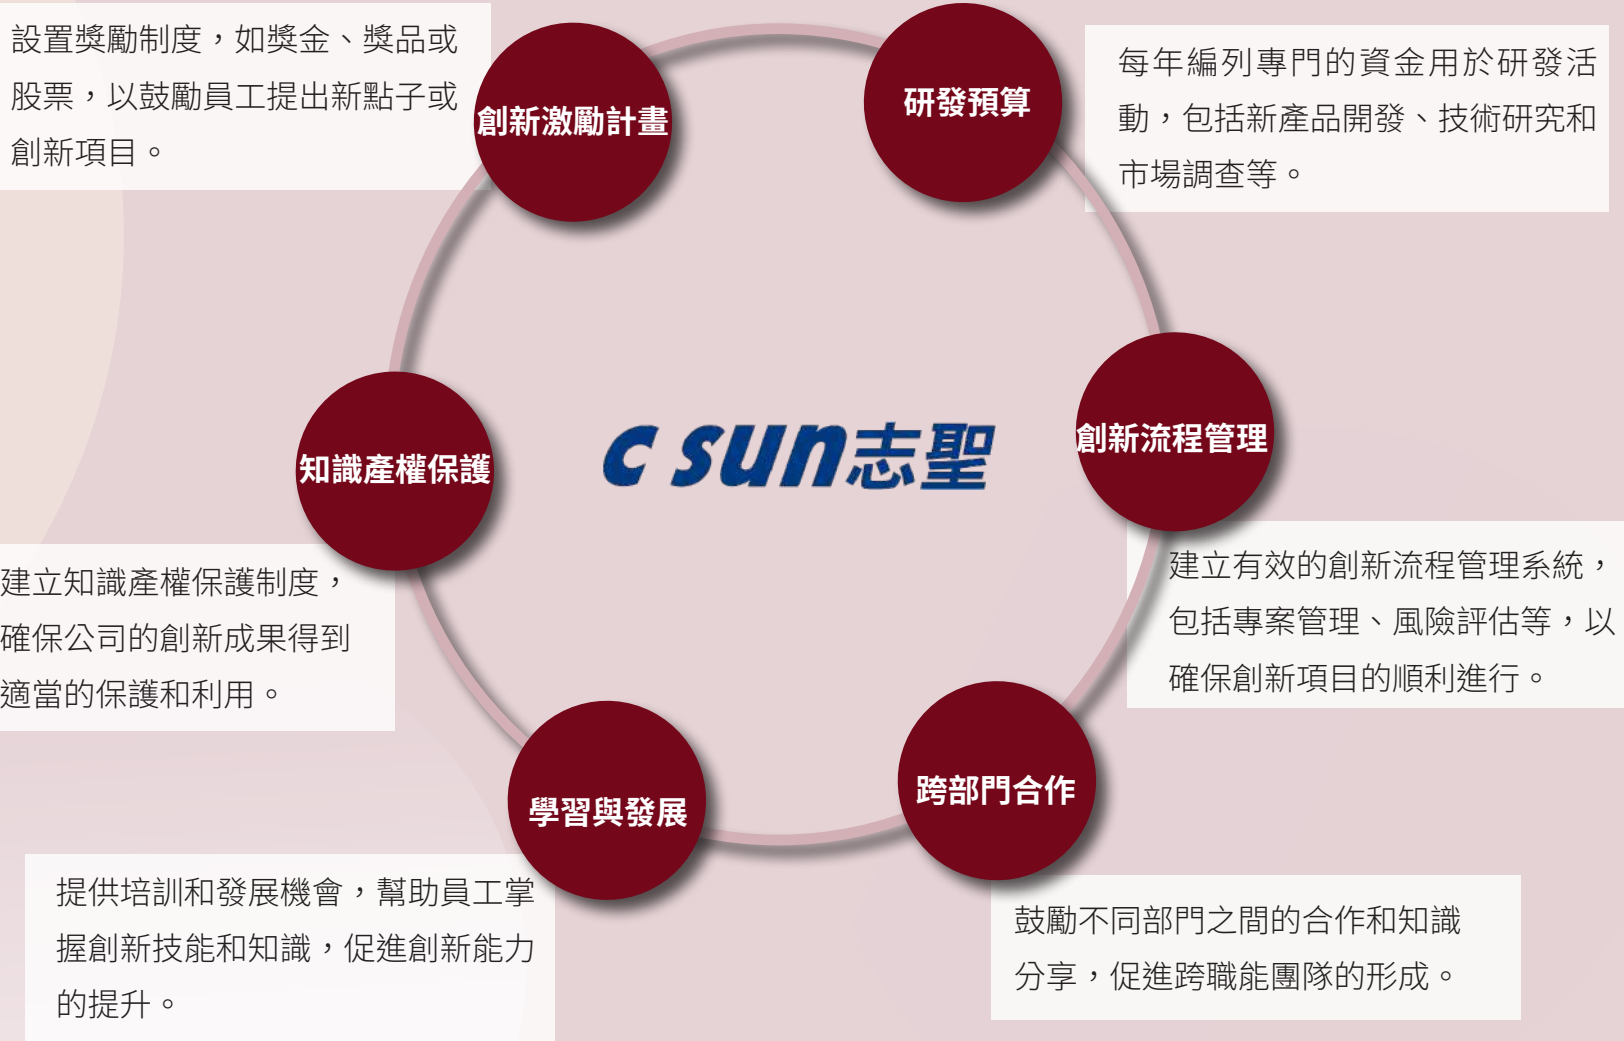 設置獎勵制度，如獎金、獎品或
股票，以鼓勵員工提出新點子或
創新項目。
創新激勵計畫
研發預算
每年編列專門的資金用於研發活
動，包括新產品開發、技術研究和
市場調查等。
知識產權保護
c sun志聖
創新流程管理
建立知識產權保護制度，
確保公司的創新成果得到
適當的保護和利用。
建立有效的創新流程管理系統，
包括專案管理、風險評估等，以
確保創新項目的順利進行。
學習與發展
跨部門合作
提供培訓和發展機會，幫助員工掌
握創新技能和知識，促進創新能力
的提升。
鼓勵不同部門之間的合作和知識
分享，促進跨職能團隊的形成。